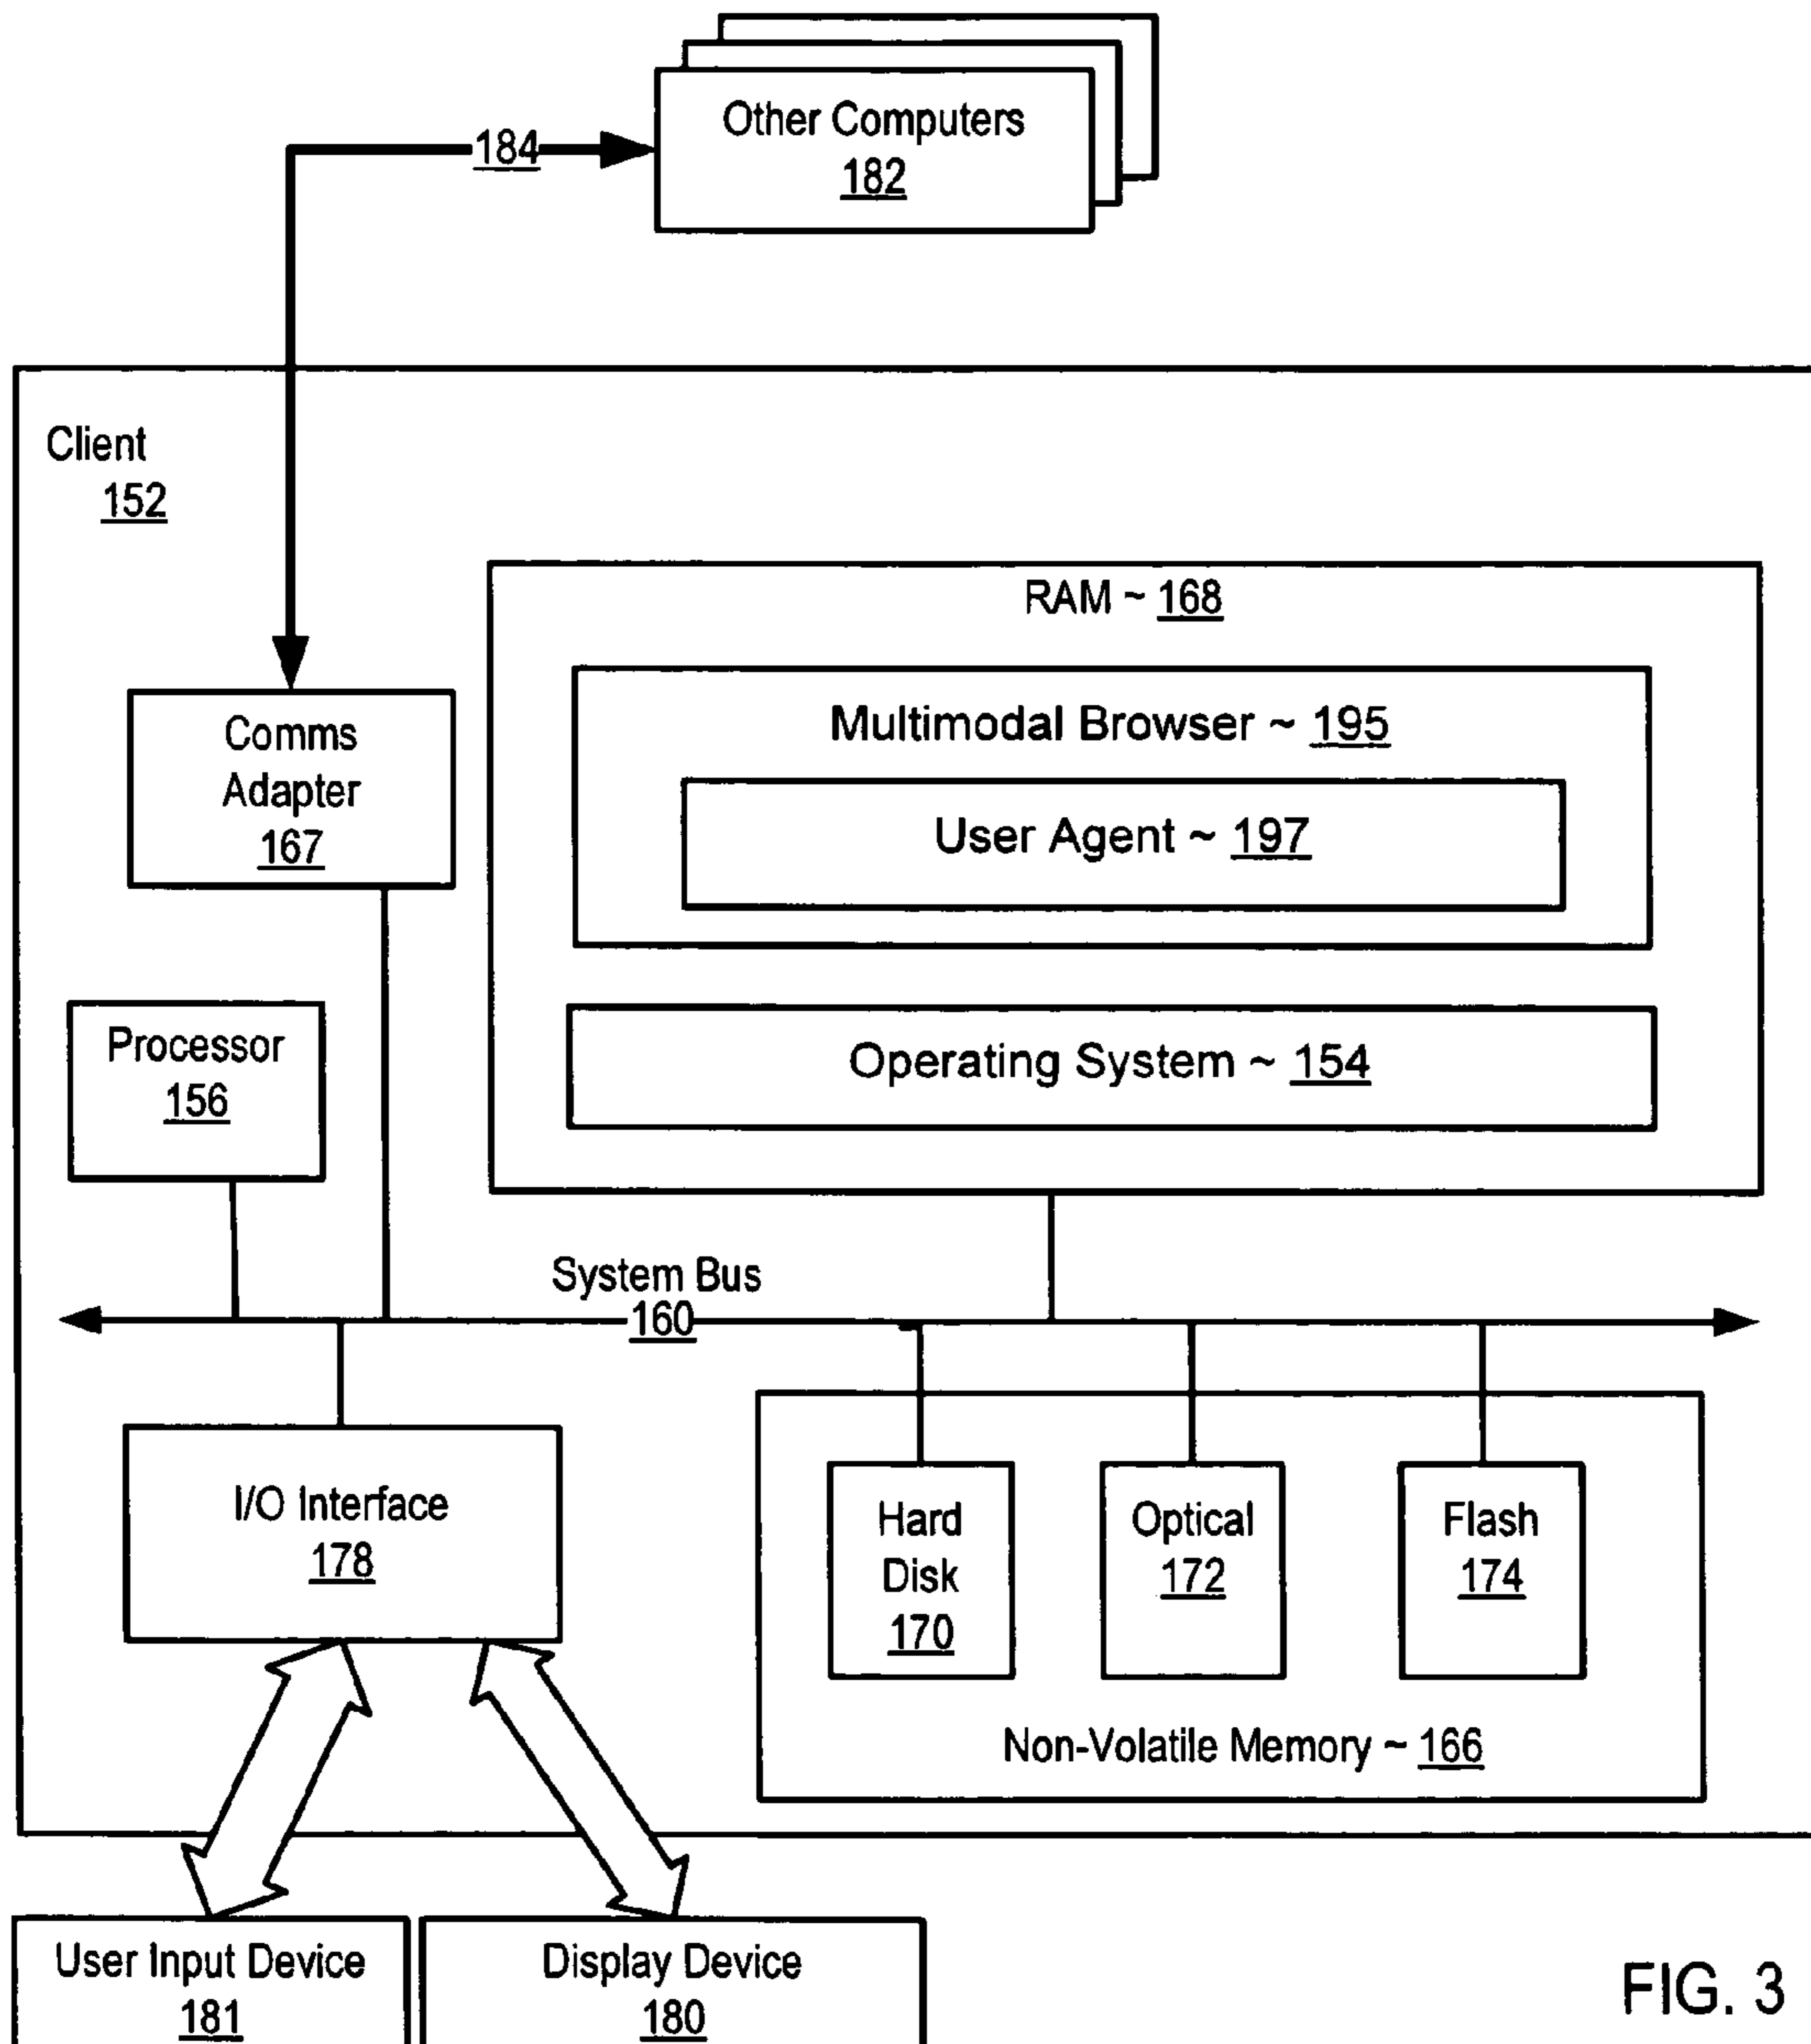 Other Computers
182
184
Client
152
RAM ~ 168
Multimodal Browser ~ 195
User Agent ~ 197
Comms
Adapter
167
Processor
156
Operating System ~ 154
System Bus
160
I/O Interface
178
Hard
Disk
170
Optical
172
Flash
174
Non-Volatile Memory ~ 166
User Input Device
181
Display Device
180
FIG. 3